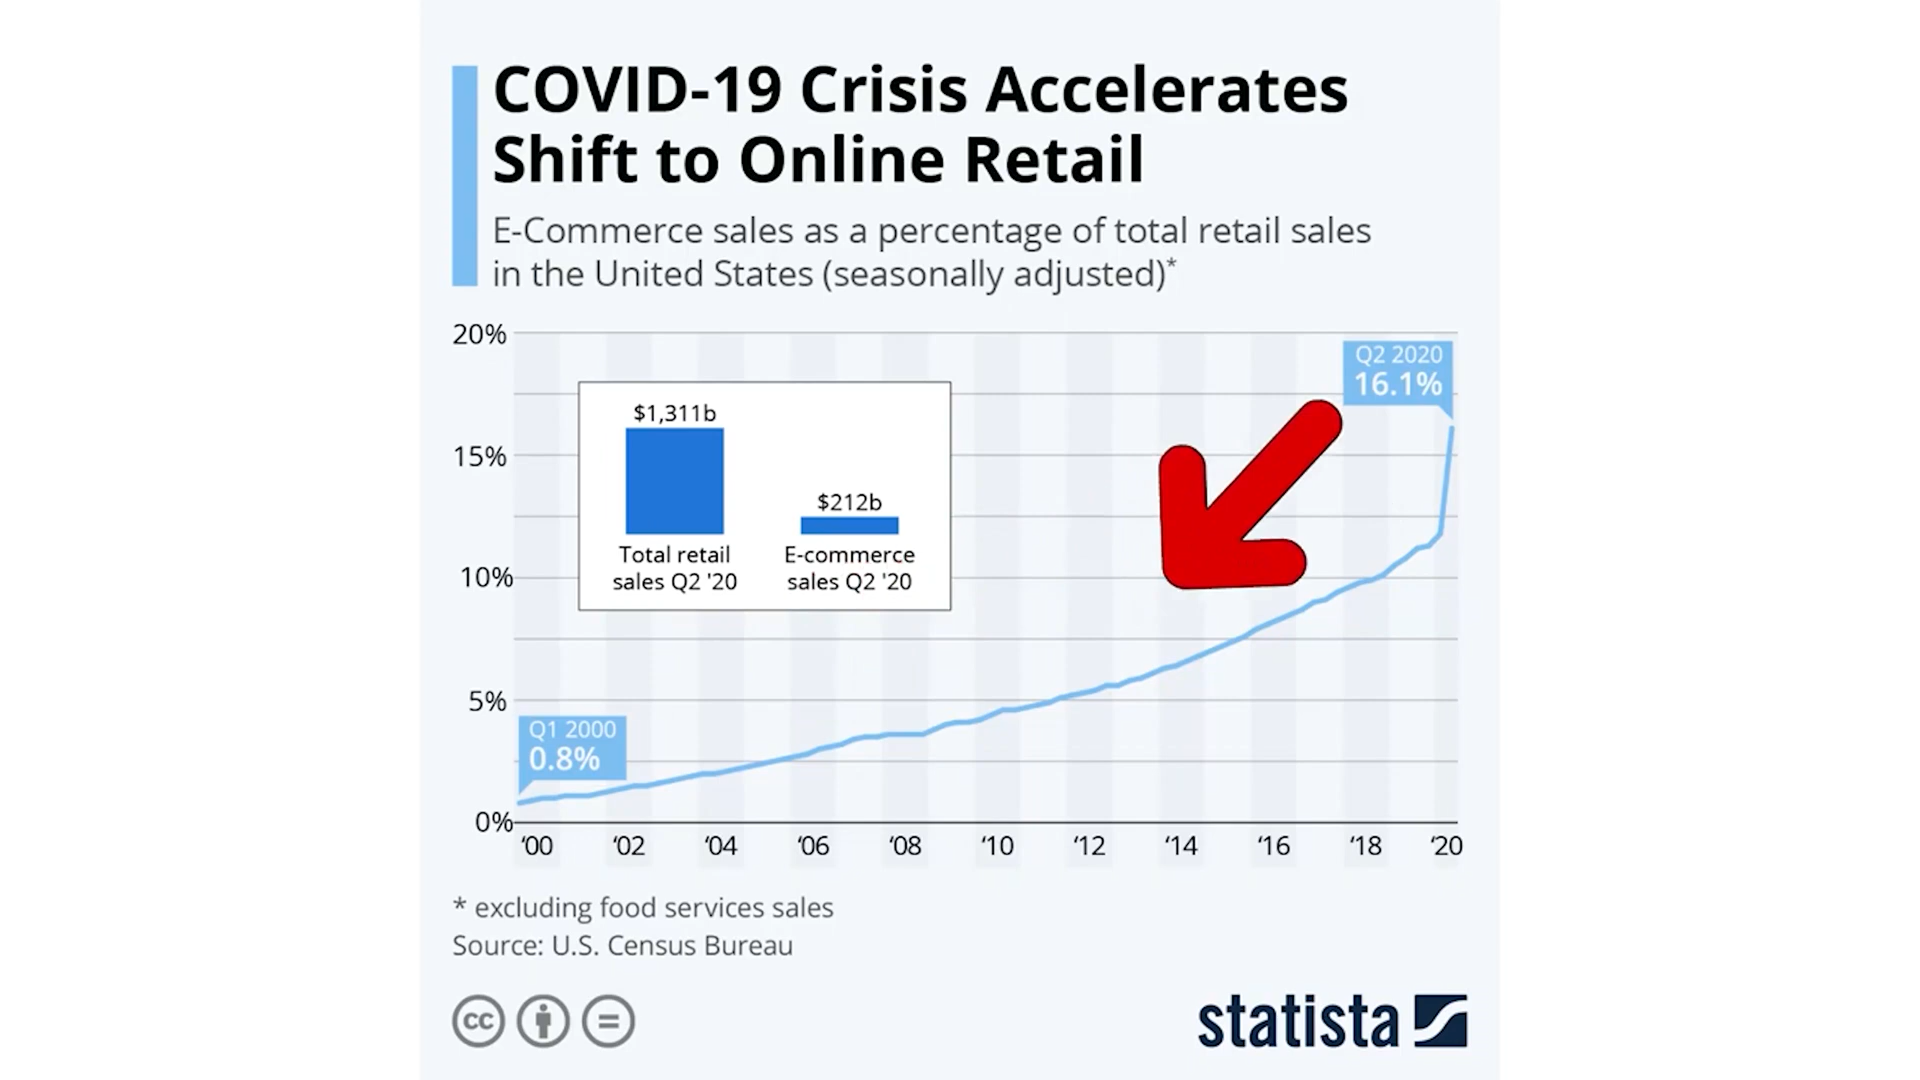 COVID-19 Crisis Accelerates
Shift to Online Retail
E-Commerce sales as a percentage of total retail sales
in the United States (seasonally adjusted)*
20%
15%
10%
5%
0%
$1,311b
Total retail
sales Q2 '20
$212b
E-commerce
sales Q2 '20
Q2 2020
16.1%
Q1 2000
0.8%
‘00 ‘02 ‘04 ‘06 ‘08 ‘10 ‘12 ‘14 ‘16 ‘18 ‘20
* excluding food services sales
Source: U.S. Census Bureau
cc =
statista